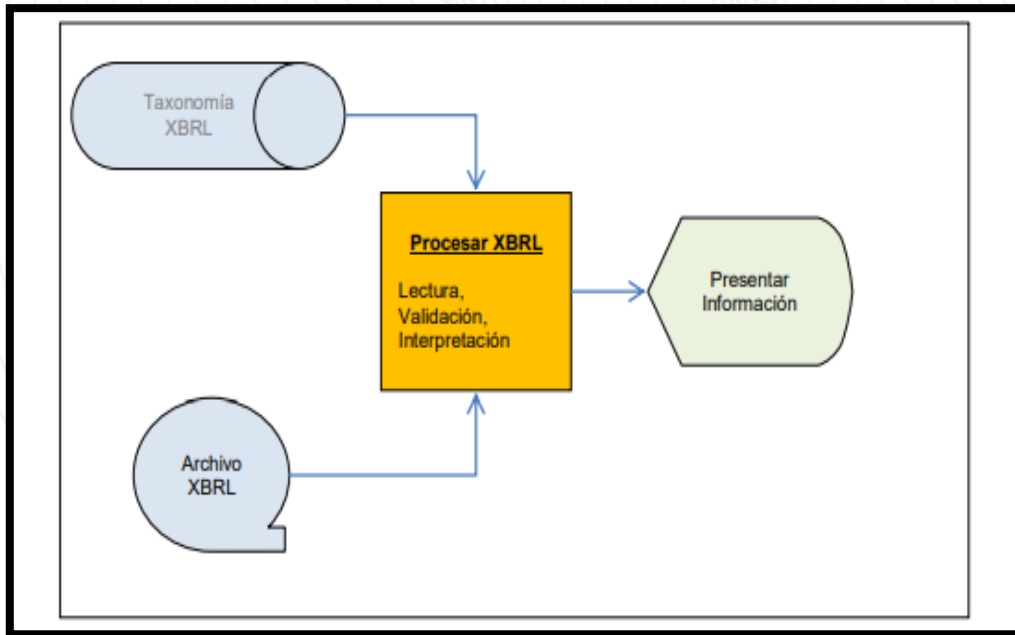 Taxonomía
XBRL
Procesar XBRL
Lectura,
Validación,
Interpretación
Presentar
Información
Archivo
XBRL